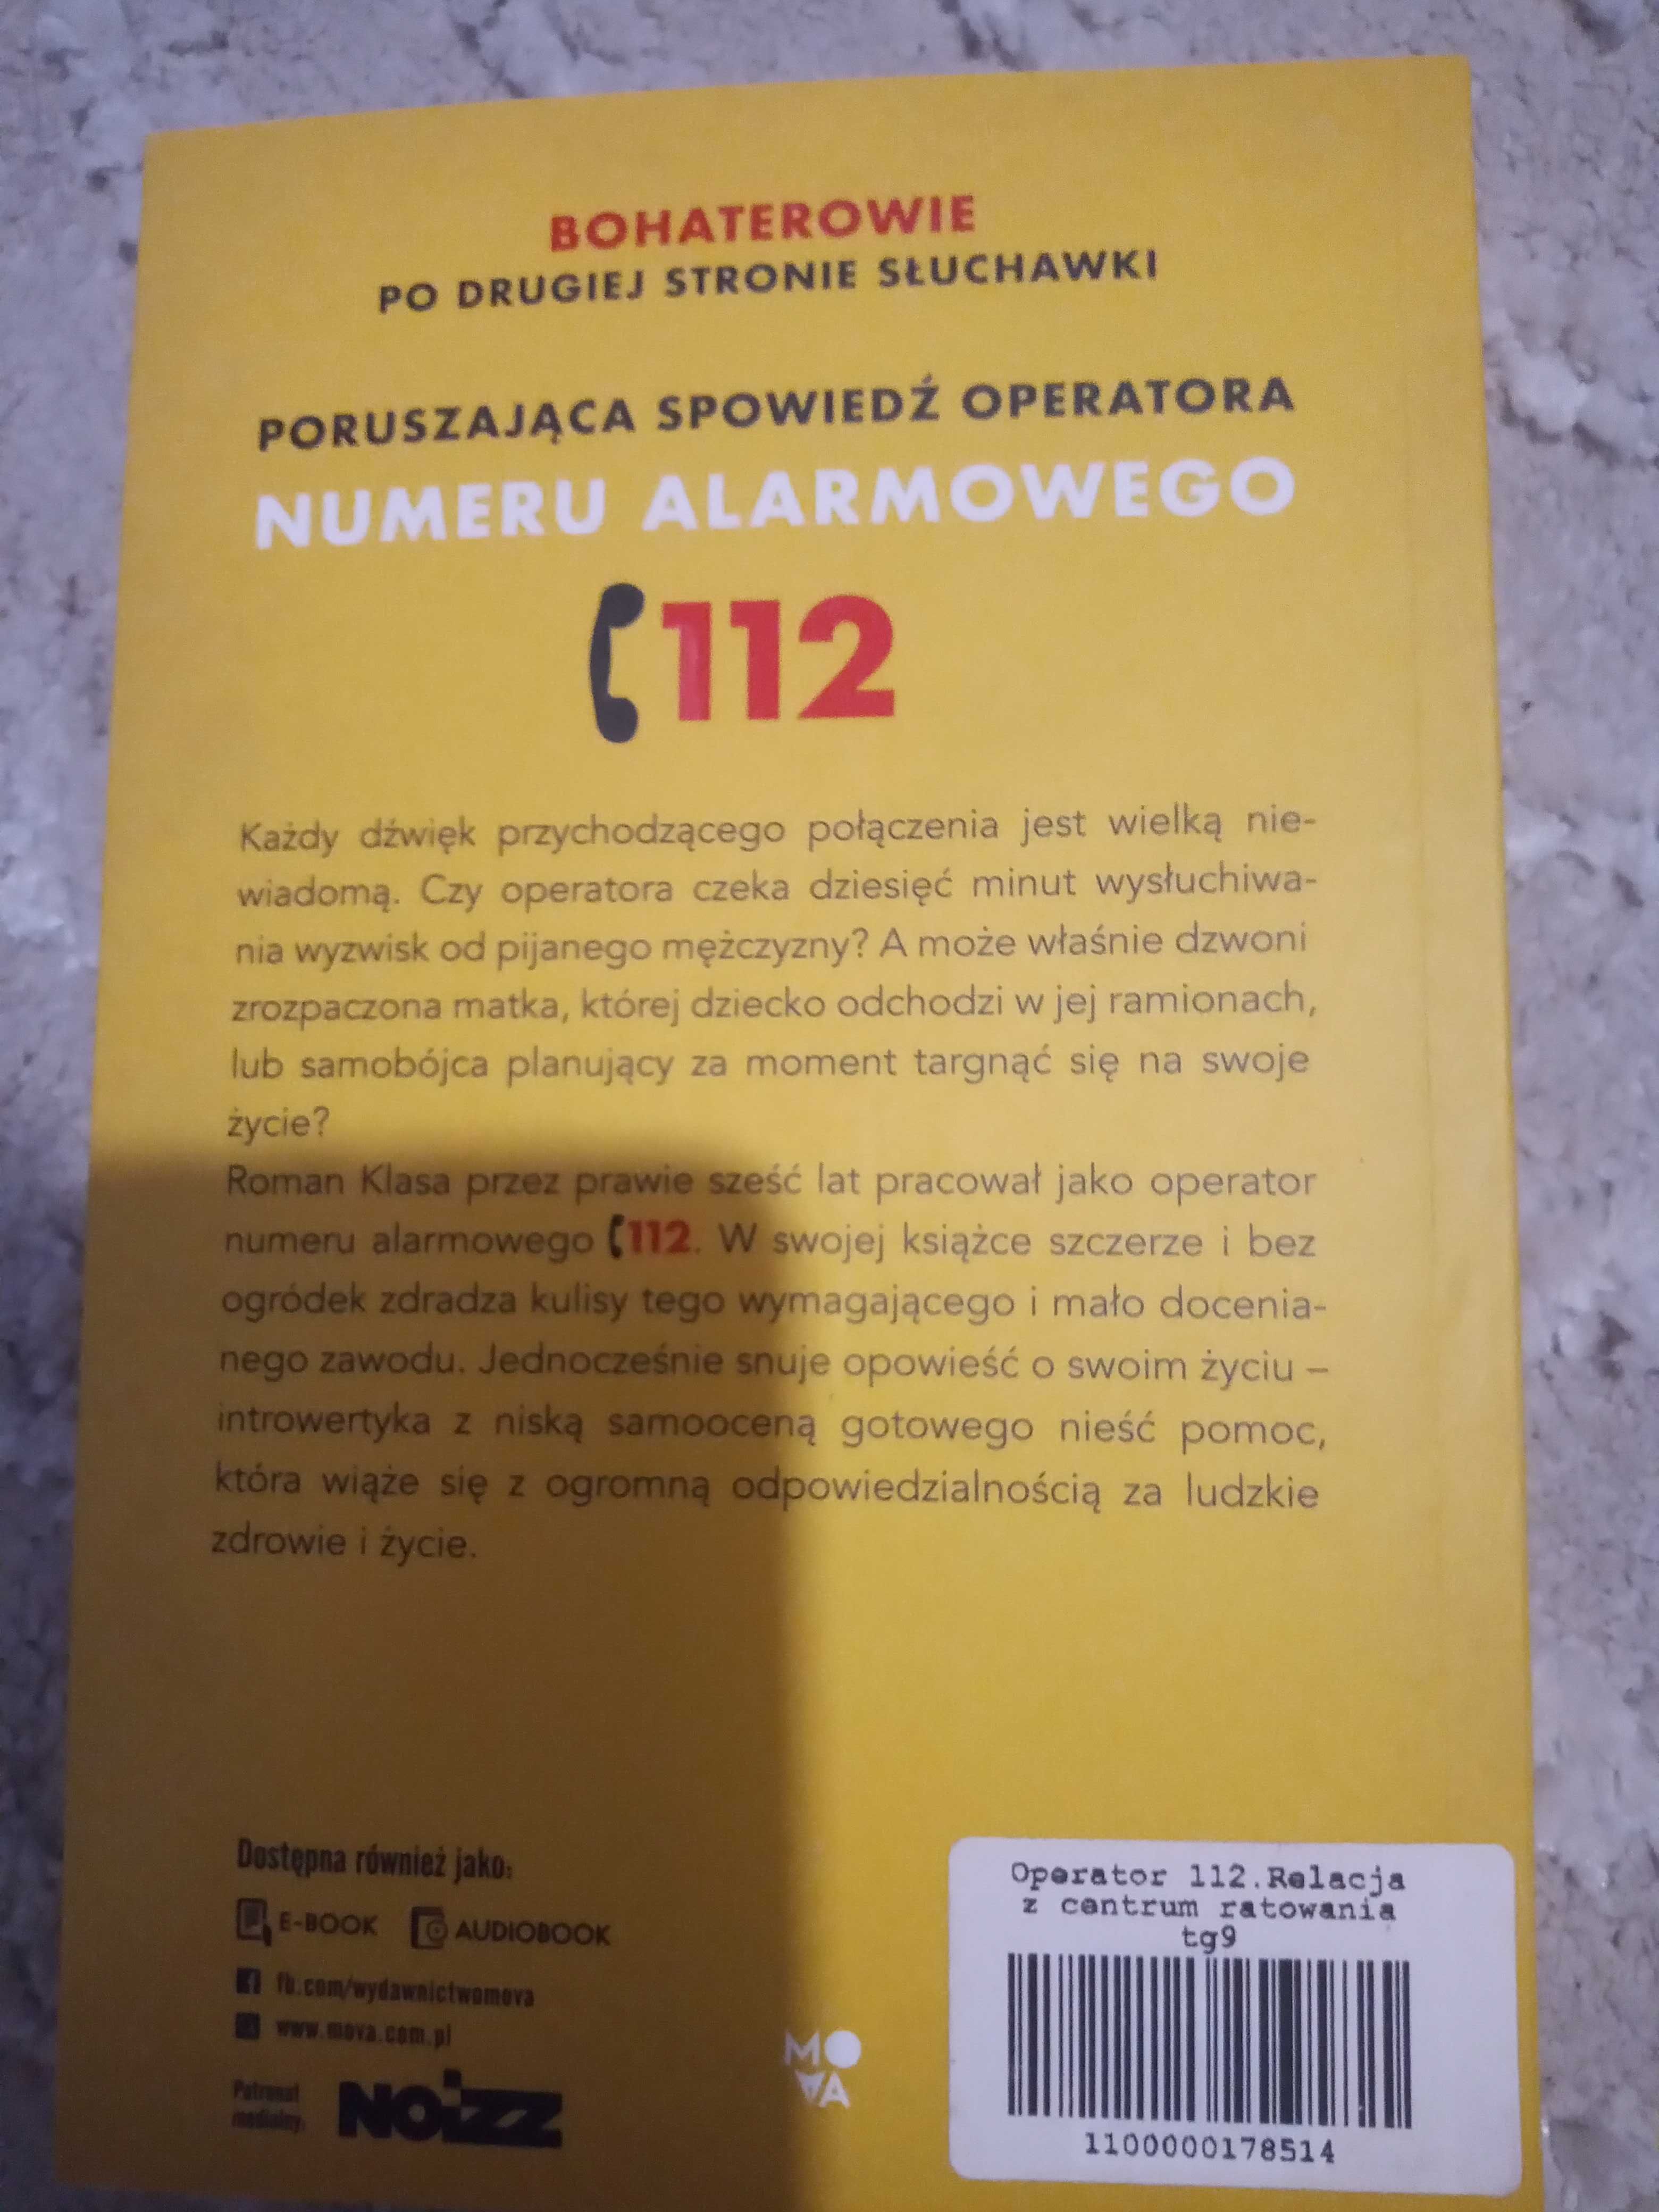 BOHATEROWIE
PO DRUGIEJ STRONIE SŁUCHAWKI
PORUSZAJĄCA SPOWIEDŹ OPERATORA
NUMERU ALARMOWEGO
112
Każdy dźwięk przychodzącego połączenia jest wielką nie-
wiadomą. Czy operatora czeka dziesięć minut wysłuchiwa-
nia wyzwisk od pijanego mężczyzny? A może właśnie dzwoni
zrozpaczona matka, której dziecko odchodzi w jej ramionach,
lub samobójca planujący za moment targnąć się na swoje
życie?
Roman Klasa przez prawie sześć lat pracował jako operator
numeru alarmowego 112. W swojej książce szczerze i bez
ogródek zdradza kulisy tego wymagającego i mało docenia-
nego zawodu. Jednocześnie snuje opowieść o swoim życiu –
introwertyka z niską samooceną gotowego nieść pomoc,
która wiąże się z ogromną odpowiedzialnością za ludzkie
zdrowie i życie.
Dostępna również jako:
E-BOOK AUDIOBOOK
fb.com/wydawnictwomova
www.mova.com.pl
Patronat
medialny:
NOIZZ
MO
VA
Operator 112.Relacja
z centrum ratowania
tg9
1100000178514